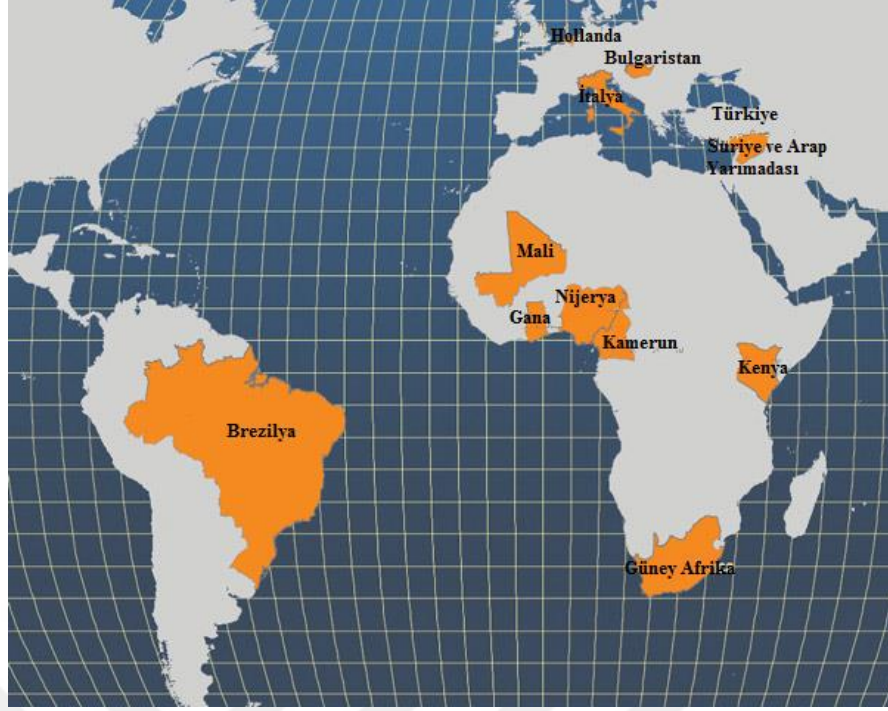 Hollanda
Bulgaristan
İtalya
Türkiye
Suriye ve Arap
Yarımadası
Mali
Nijerya
Gana
Kamerun
Kenya
Brezilya
Güney Afrika